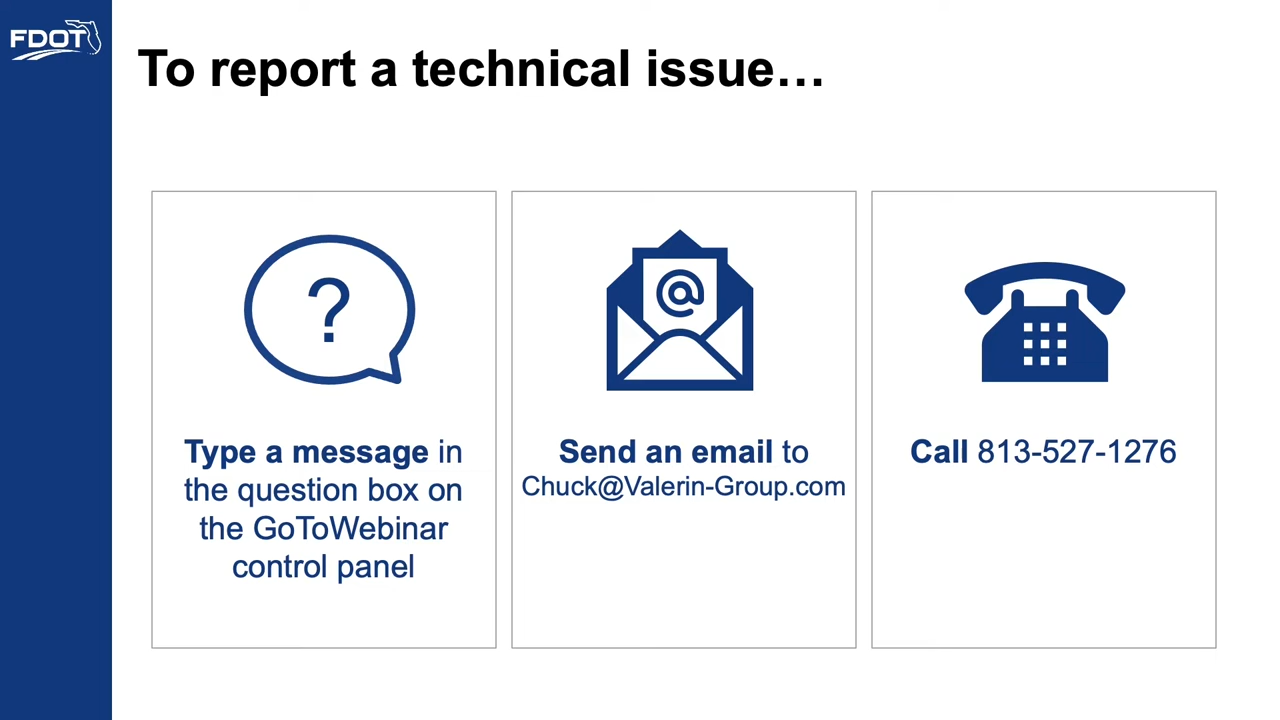 FDOT
To report a technical issue…
?
@
Type a message in
the question box on
the GoToWebinar
control panel
Send an email to
Chuck@Valerin-Group.com
Call 813-527-1276